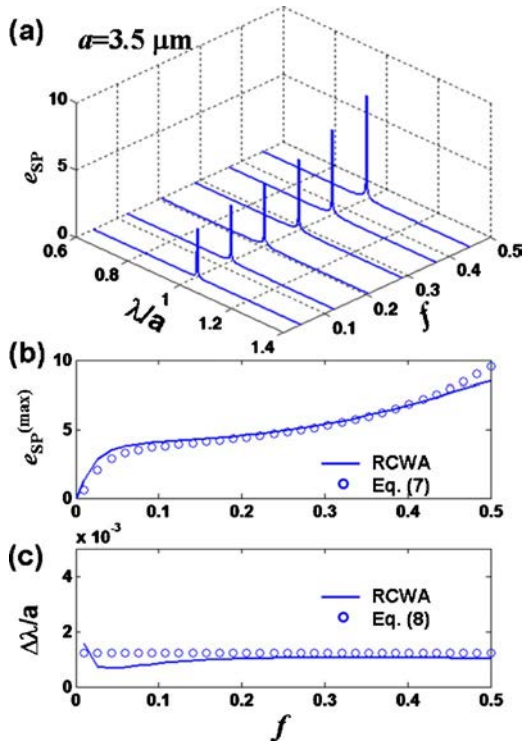 (a) a=3.5 μm
10
5
0
e_SP
0.6
0.8
1
1.2
1.4
λ/a
0.1
0.2
0.3
0.4
0.5
f
(b)
10
5
0
e_SP^(max)
RCWA
Eq. (7)
0 0.1 0.2 0.3 0.4 0.5
x 10^-3
(c)
4
2
0
Δλ/a
RCWA
Eq. (8)
0 0.1 0.2 0.3 0.4 0.5
f